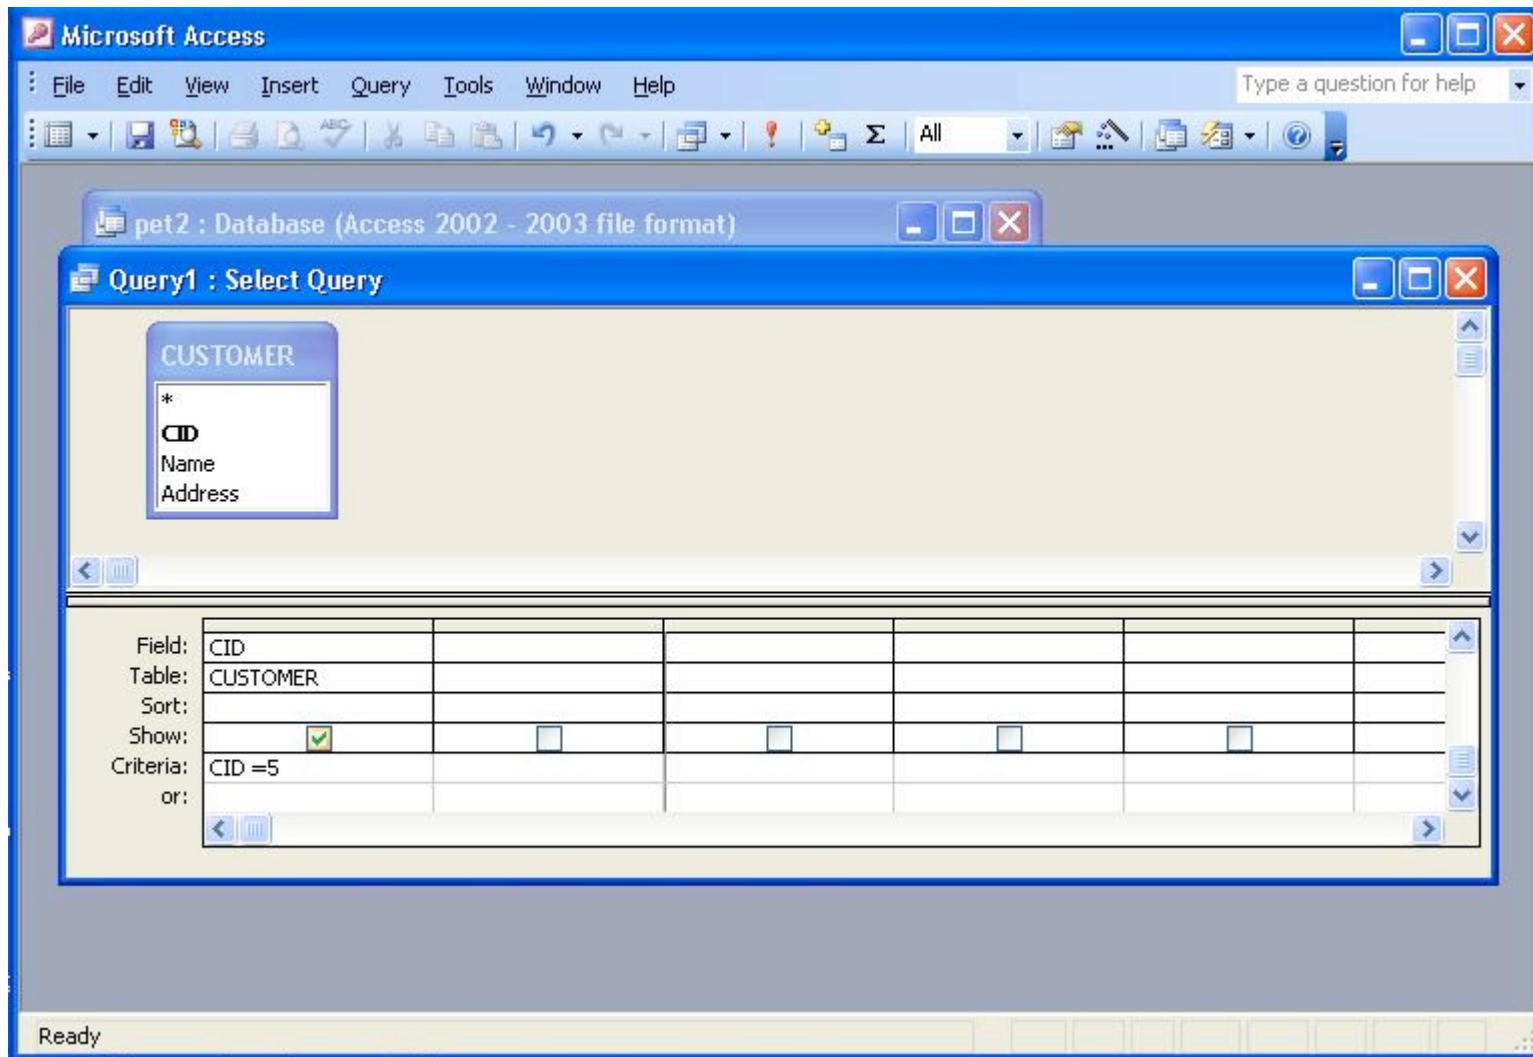 Microsoft Access
File Edit View Insert Query Tools Window Help Type a question for help
ABC Σ All
pet2 : Database (Access 2002 - 2003 file format)
Query1 : Select Query
CUSTOMER
*
CID
Name
Address
Field: CID
Table: CUSTOMER
Sort:
Show:
Criteria: CID =5
or:
Ready